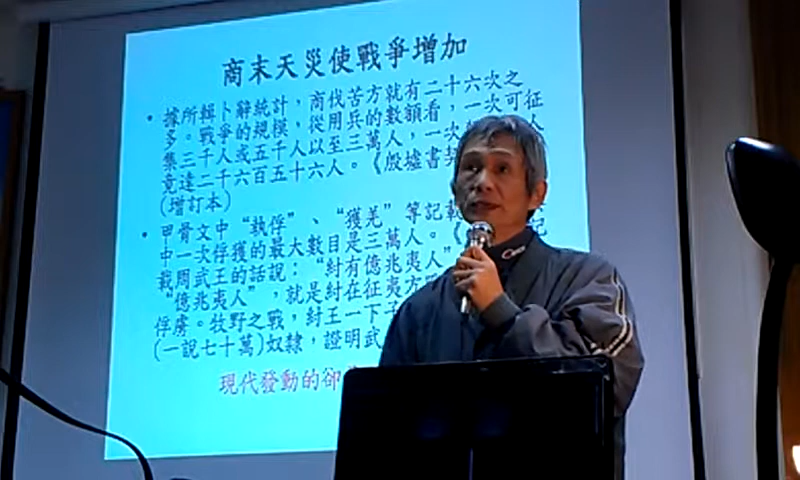 商末天災使戰爭增加
• 據所輯卜辭統計，商伐苦方就有二十六次之
多。戰爭的規模，從用兵的數額看，一次可征
集三千人或五千人以至三萬人，一次 人
竟達二千六百五十六人。《殷墟書契
(增訂本)
• 甲骨文中“執俘”、“獲羌”等記載 記
中一次俘獲的最大數目是三萬人。《
載周武王的話說：“紂有億兆夷人”
“億兆夷人”，就是紂在征夷方
俘虜。牧野之戰，紂王一下子
(一說七十萬)奴隸，證明武
現代發動的卻